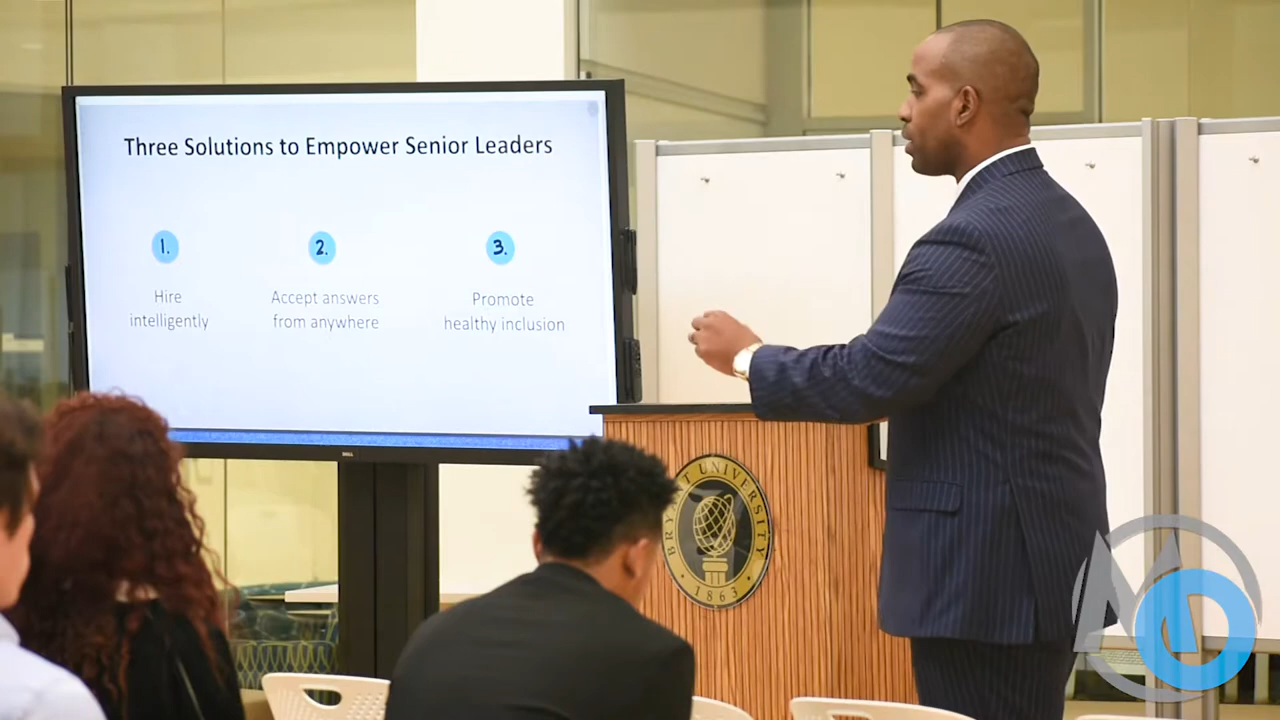 Three Solutions to Empower Senior Leaders
1.
2.
3.
Hire
intelligently
Accept answers
from anywhere
Promote
healthy inclusion
DELL
BRYANT UNIVERSITY
· 1863 ·